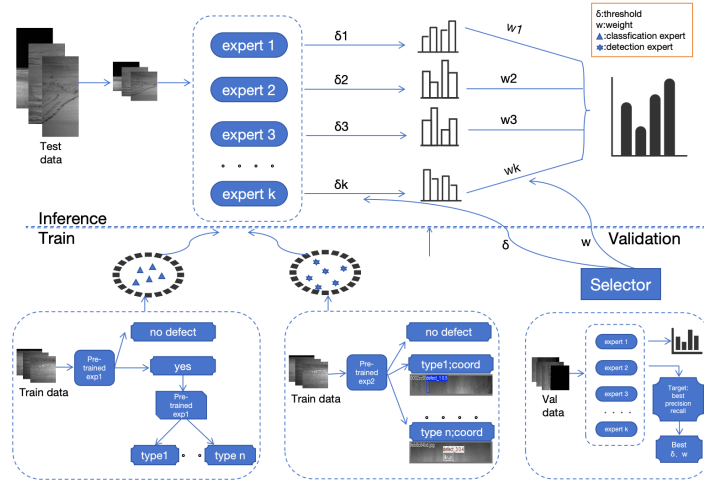 δ:threshold
w:weight
:classfication expert
:detection expert
expert 1
δ1
w1
expert 2
δ2
w2
expert 3
δ3
w3
. . . .
expert k
δk
wk
Test
data
Inference
Train
Validation
δ
w
Selector
no defect
Pre-
trained
exp1
Train data
yes
Pre-
trained
exp1
type1
type n
no defect
Pre-
trained
exp2
Train data
type1;coord
type n;coord
Val
data
expert 1
expert 2
expert 3
. . . .
expert k
Target:
best
precision
recall
Best
δ、w